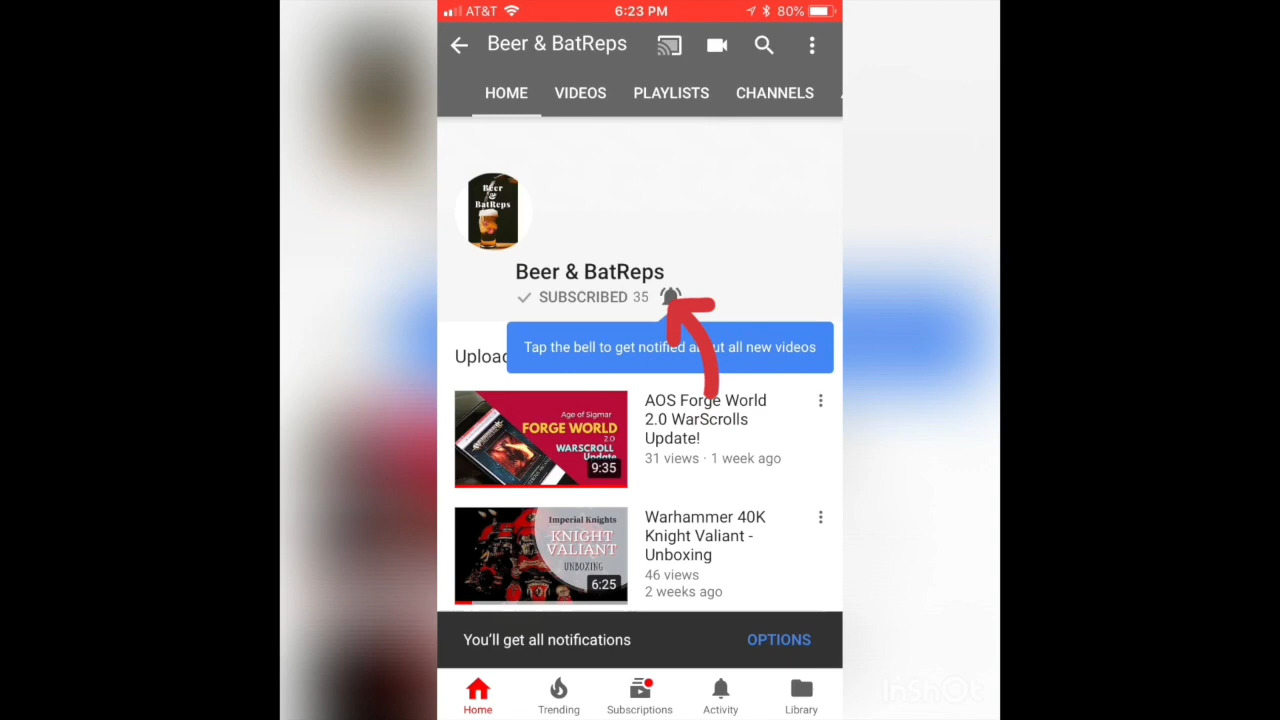 AT&T 6:23 PM 80%
Beer & BatReps
HOME VIDEOS PLAYLISTS CHANNELS
Beer
&
BatReps
Beer & BatReps
SUBSCRIBED 35
Tap the bell to get notified about all new videos
Upload
AOS Forge World
2.0 WarScrolls
Update!
31 views · 1 week ago
Age of Sigmar
FORGE WORLD
2.0
WARSCROLL
Update
9:35
Warhammer 40K
Knight Valiant -
Unboxing
46 views
2 weeks ago
Imperial Knights
KNIGHT
VALIANT
UNBOXING
6:25
You'll get all notifications OPTIONS
Home Trending Subscriptions Activity Library
InShOt